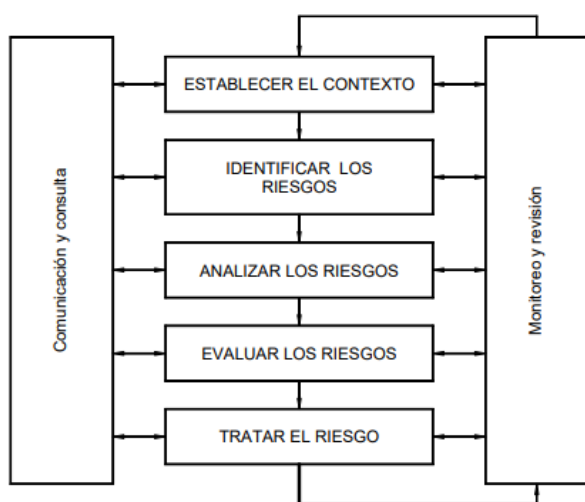 Comunicación y consulta
ESTABLECER EL CONTEXTO
IDENTIFICAR LOS
RIESGOS
ANALIZAR LOS RIESGOS
EVALUAR LOS RIESGOS
TRATAR EL RIESGO
Monitoreo y revisión